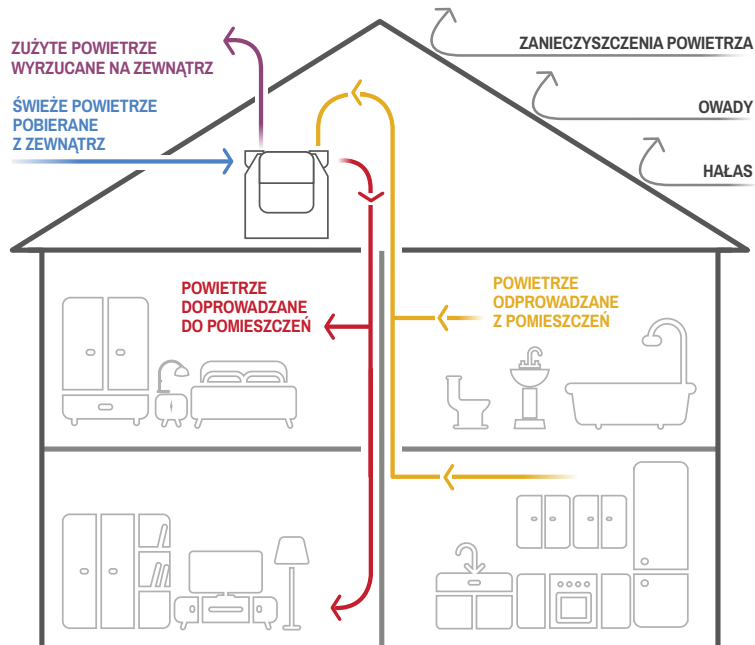 ZUŻYTE POWIETRZE
WYRZUCANE NA ZEWNĄTRZ
ŚWIEŻE POWIETRZE
POBIERANE
Z ZEWNĄTRZ
ZANIECZYSZCZENIA POWIETRZA
OWADY
HAŁAS
POWIETRZE
DOPROWADZANE
DO POMIESZCZEŃ
POWIETRZE
ODPROWADZANE
Z POMIESZCZEŃ